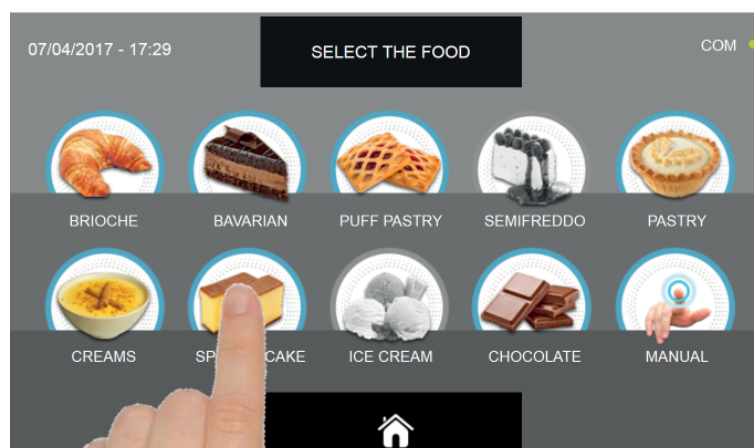 07/04/2017 - 17:29
SELECT THE FOOD
COM
BRIOCHE
BAVARIAN
PUFF PASTRY
SEMIFREDDO
PASTRY
CREAMS
CAKE
ICE CREAM
CHOCOLATE
MANUAL